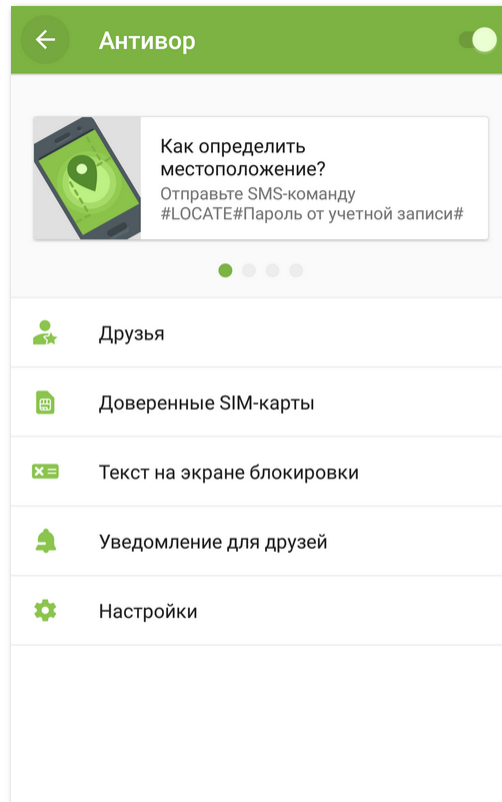 Антивор
Как определить
местоположение?
Отправьте SMS-команду
#LOCATE#Пароль от учетной записи#
Друзья
Доверенные SIM-карты
Текст на экране блокировки
Уведомление для друзей
Настройки